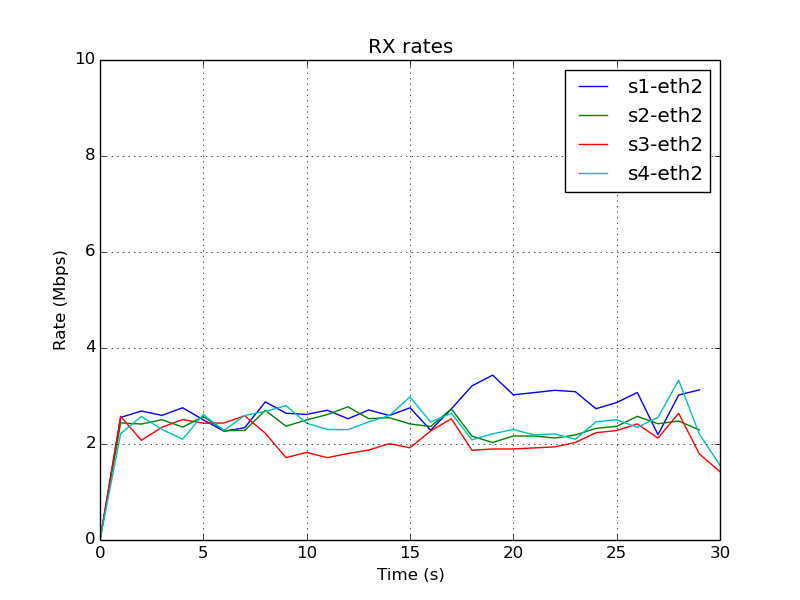 RX rates
10
8
6
4
2
0
Rate (Mbps)
s1-eth2
s2-eth2
s3-eth2
s4-eth2
0 5 10 15 20 25 30
Time (s)